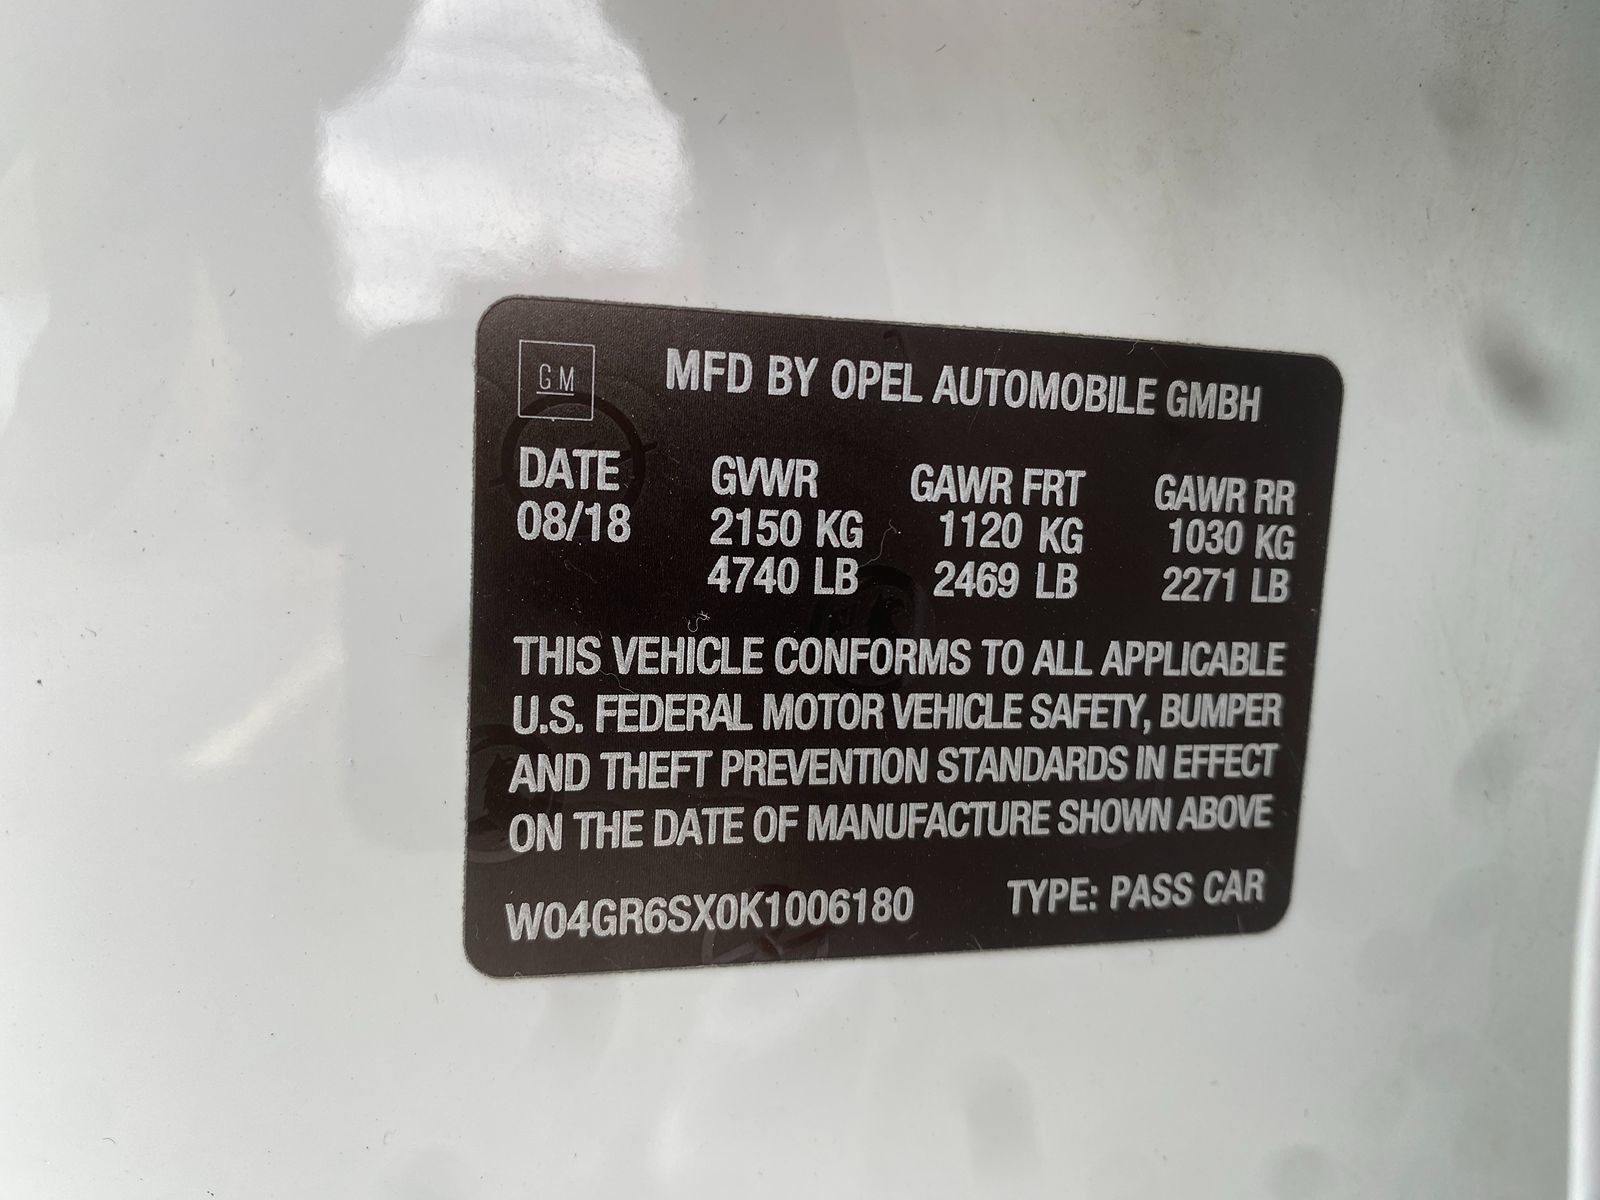 GM
MFD BY OPEL AUTOMOBILE GMBH
DATE GVWR GAWR FRT GAWR RR
08/18 2150 KG 1120 KG 1030 KG
4740 LB 2469 LB 2271 LB
THIS VEHICLE CONFORMS TO ALL APPLICABLE
U.S. FEDERAL MOTOR VEHICLE SAFETY, BUMPER
AND THEFT PREVENTION STANDARDS IN EFFECT
ON THE DATE OF MANUFACTURE SHOWN ABOVE
W04GR6SX0K1006180 TYPE: PASS CAR